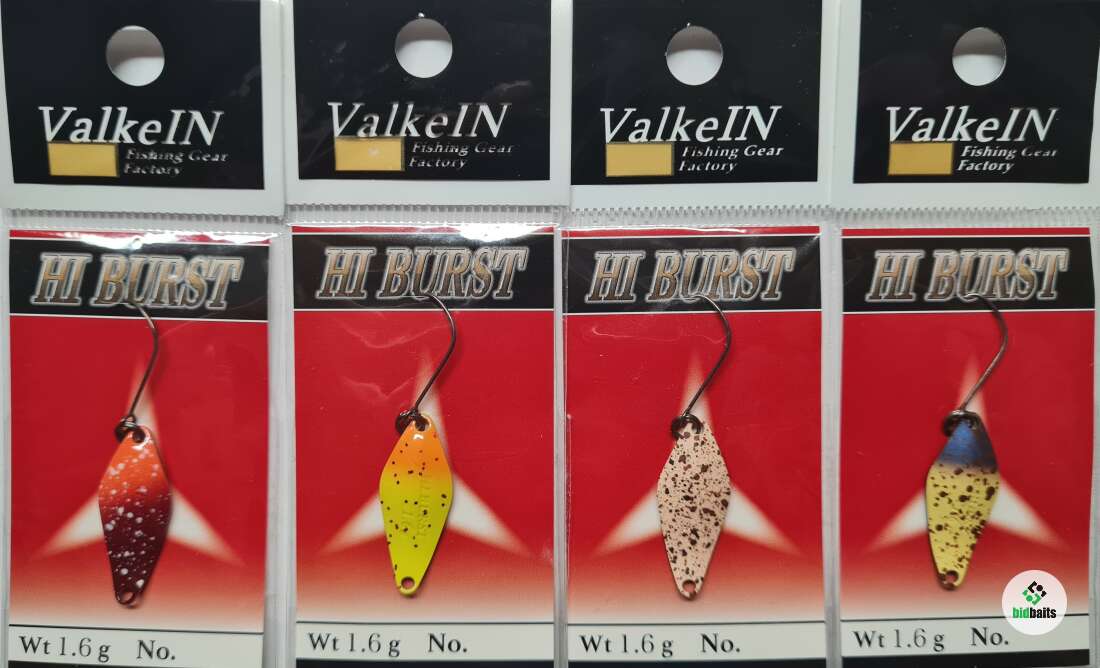 ValkeIN
Fishing Gear
Factory
HI BURST
Wt 1.6 g No.
ValkeIN
Fishing Gear
Factory
HI BURST
Wt 1.6 g No.
ValkeIN
Fishing Gear
Factory
HI BURST
Wt 1.6 g No.
ValkeIN
Fishing Gear
Factory
HI BURST
Wt 1.6 g No.
bidbaits